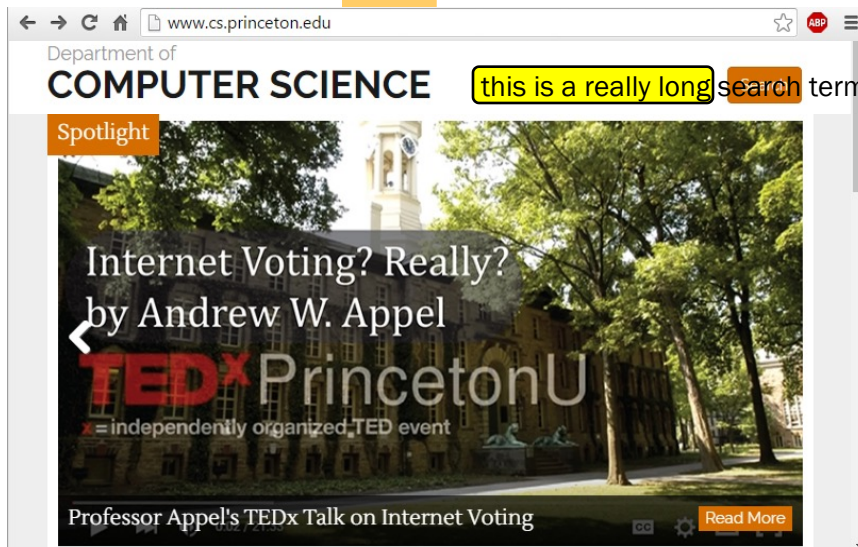 www.cs.princeton.edu
ABP
Department of
COMPUTER SCIENCE
this is a really long search term
Spotlight
Internet Voting? Really?
by Andrew W. Appel
TEDx PrincetonU
x=independently organized TED event
Professor Appel's TEDx Talk on Internet Voting
CC
Read More